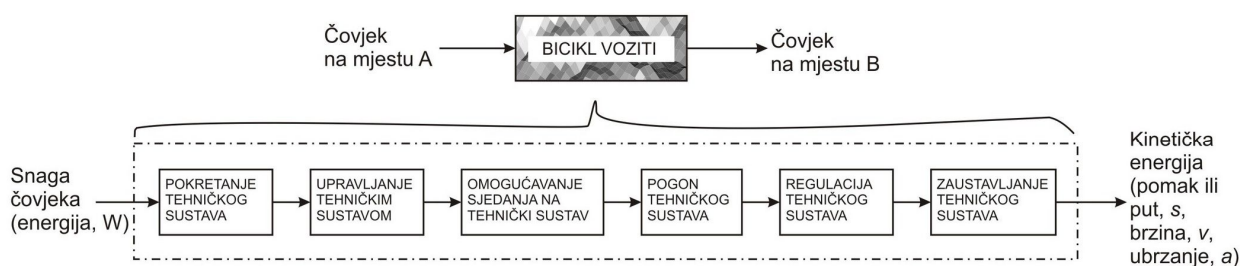 Čovjek
na mjestu A
BICIKL VOZITI
Čovjek
na mjestu B
Snaga
čovjeka
(energija, W)
POKRETANJE
TEHNIČKOG
SUSTAVA
UPRAVLJANJE
TEHNIČKIM
SUSTAVOM
OMOGUĆAVANJE
SJEDANJA NA
TEHNIČKI SUSTAV
POGON
TEHNIČKOG
SUSTAVA
REGULACIJA
TEHNIČKOG
SUSTAVA
ZAUSTAVLJANJE
TEHNIČKOG
SUSTAVA
Kinetička
energija
(pomak ili
put, s,
brzina, v,
ubrzanje, a)